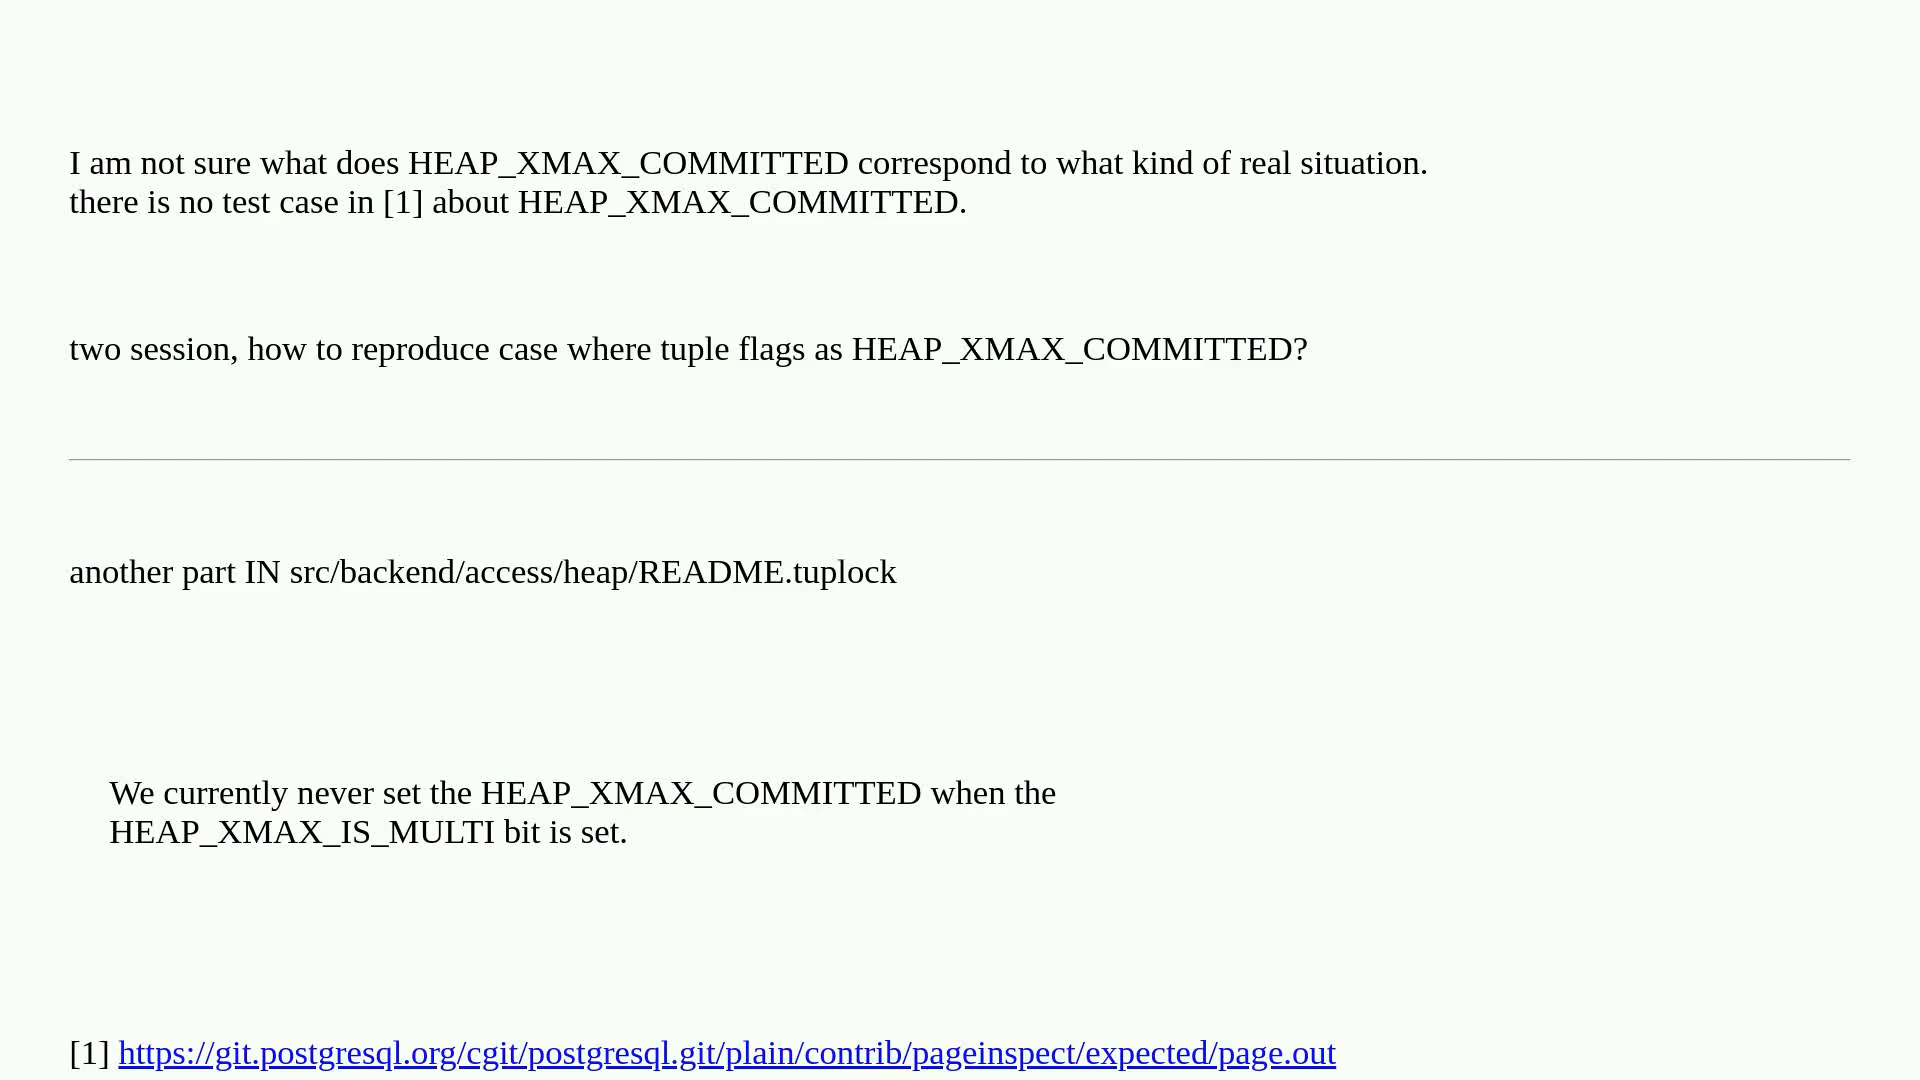 I am not sure what does HEAP_XMAX_COMMITTED correspond to what kind of real situation.
there is no test case in [1] about HEAP_XMAX_COMMITTED.
two session, how to reproduce case where tuple flags as HEAP_XMAX_COMMITTED?
another part IN src/backend/access/heap/README.tuplock
We currently never set the HEAP_XMAX_COMMITTED when the
HEAP_XMAX_IS_MULTI bit is set.
[1] https://git.postgresql.org/cgit/postgresql.git/plain/contrib/pageinspect/expected/page.out